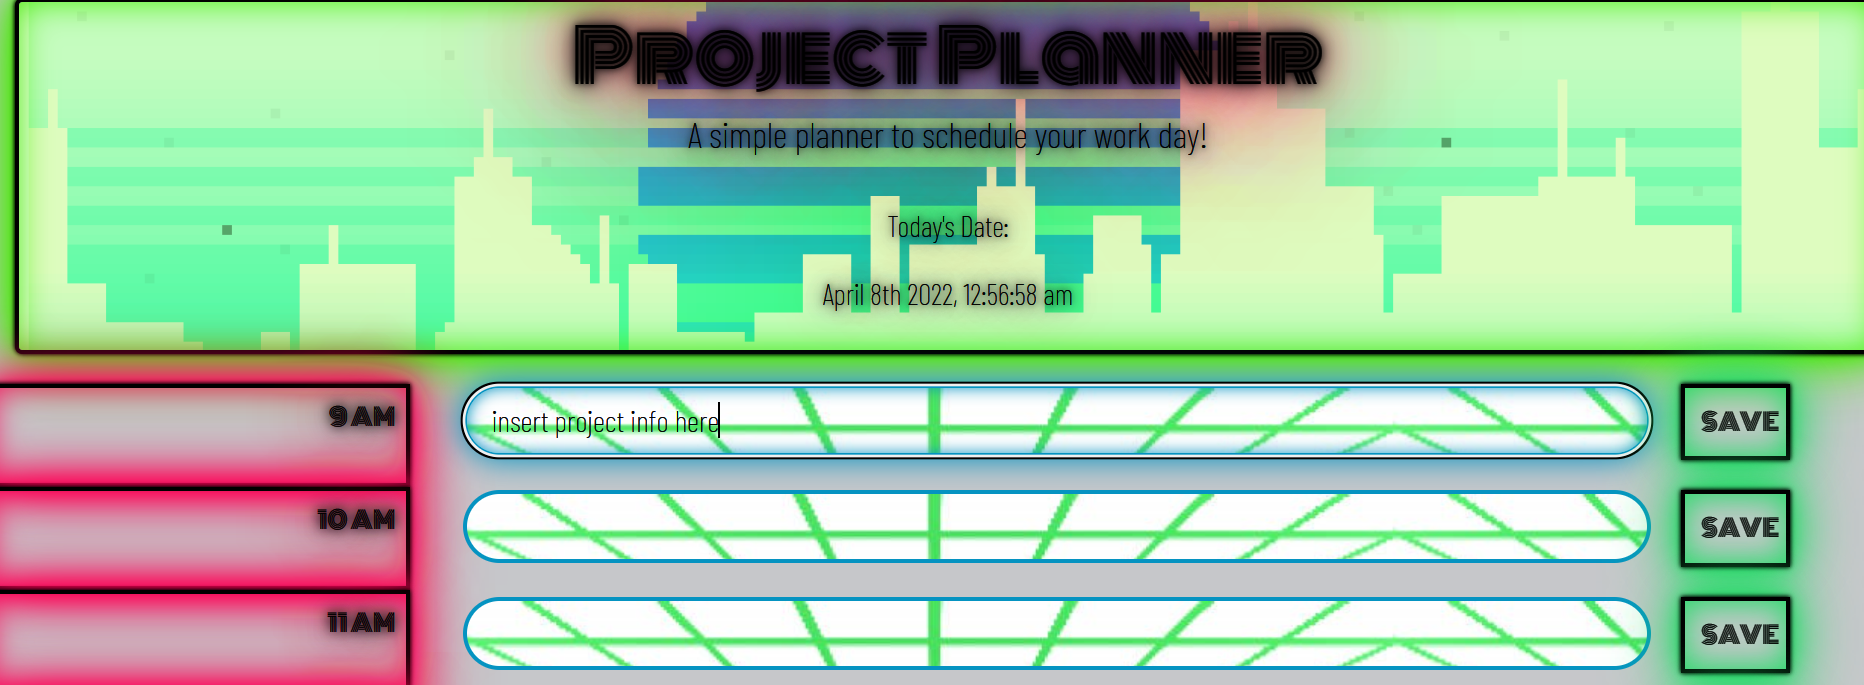 Project Planner
A simple planner to schedule your work day!
Today's Date:
April 8th 2022, 12:56:58 am
9 AM
insert project info here
SAVE
10 AM
SAVE
11 AM
SAVE